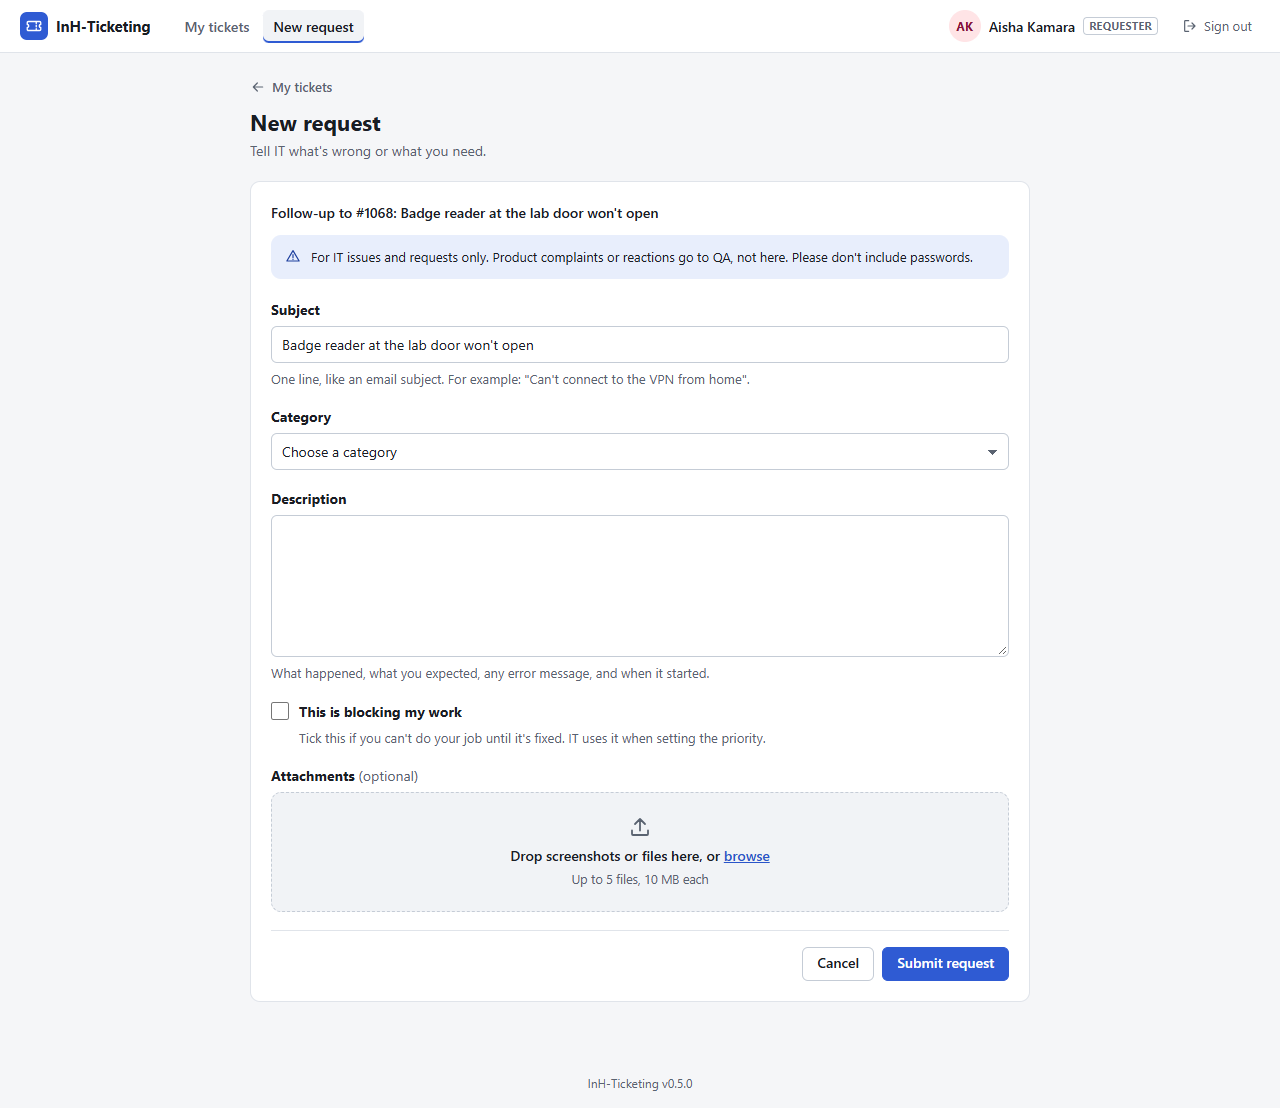 InH-Ticketing
My tickets
New request
AK
Aisha Kamara
REQUESTER
Sign out
My tickets
New request
Tell IT what's wrong or what you need.
Follow-up to #1068: Badge reader at the lab door won't open
For IT issues and requests only. Product complaints or reactions go to QA, not here. Please don't include passwords.
Subject
Badge reader at the lab door won't open
One line, like an email subject. For example: "Can't connect to the VPN from home".
Category
Choose a category
Description
What happened, what you expected, any error message, and when it started.
This is blocking my work
Tick this if you can't do your job until it's fixed. IT uses it when setting the priority.
Attachments (optional)
Drop screenshots or files here, or browse
Up to 5 files, 10 MB each
Cancel
Submit request
InH-Ticketing v0.5.0